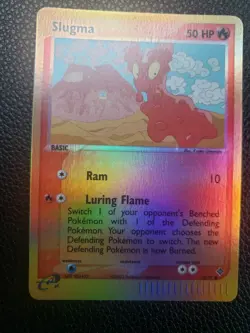 Slugma
50 HP
BASIC
Ram 10
Luring Flame
Switch 1 of your opponent's Benched
Pokémon with 1 of the Defending
Pokémon. Your opponent chooses the
Defending Pokémon to switch. The new
Defending Pokémon is now Burned.